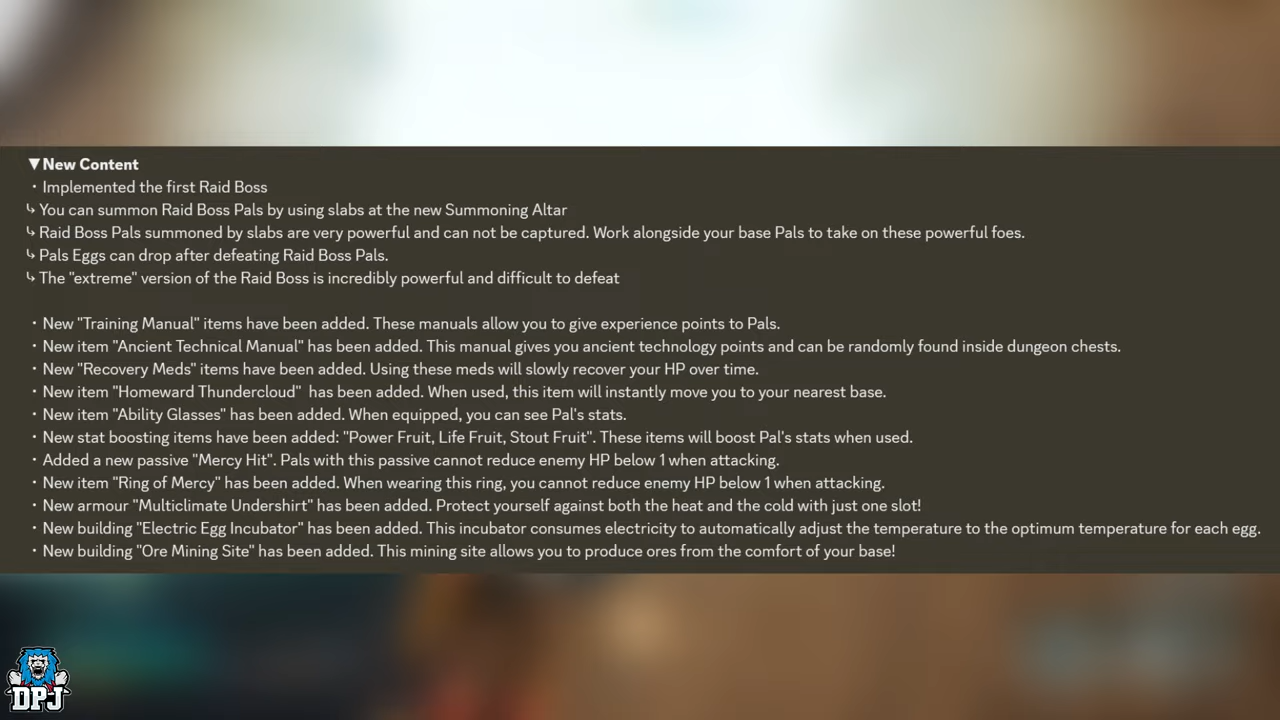 ▼New Content
・Implemented the first Raid Boss
↳ You can summon Raid Boss Pals by using slabs at the new Summoning Altar
↳ Raid Boss Pals summoned by slabs are very powerful and can not be captured. Work alongside your base Pals to take on these powerful foes.
↳ Pals Eggs can drop after defeating Raid Boss Pals.
↳ The "extreme" version of the Raid Boss is incredibly powerful and difficult to defeat
・New "Training Manual" items have been added. These manuals allow you to give experience points to Pals.
・New item "Ancient Technical Manual" has been added. This manual gives you ancient technology points and can be randomly found inside dungeon chests.
・New "Recovery Meds" items have been added. Using these meds will slowly recover your HP over time.
・New item "Homeward Thundercloud" has been added. When used, this item will instantly move you to your nearest base.
・New item "Ability Glasses" has been added. When equipped, you can see Pal's stats.
・New stat boosting items have been added: "Power Fruit, Life Fruit, Stout Fruit". These items will boost Pal's stats when used.
・Added a new passive "Mercy Hit". Pals with this passive cannot reduce enemy HP below 1 when attacking.
・New item "Ring of Mercy" has been added. When wearing this ring, you cannot reduce enemy HP below 1 when attacking.
・New armour "Multiclimate Undershirt" has been added. Protect yourself against both the heat and the cold with just one slot!
・New building "Electric Egg Incubator" has been added. This incubator consumes electricity to automatically adjust the temperature to the optimum temperature for each egg.
・New building "Ore Mining Site" has been added. This mining site allows you to produce ores from the comfort of your base!
DPJ